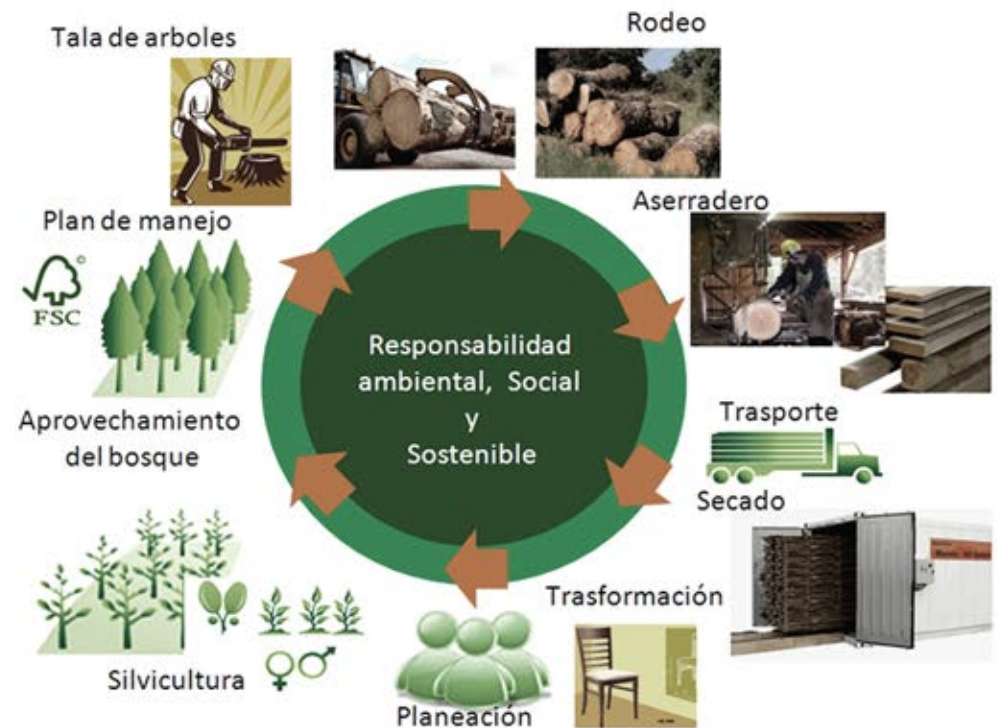 Tala de arboles
Rodeo
Aserradero
Plan de manejo
FSC
©
Responsabilidad
ambiental, Social
y
Sostenible
Trasporte
Aprovechamiento
del bosque
Secado
Trasformación
Silvicultura
Planeación